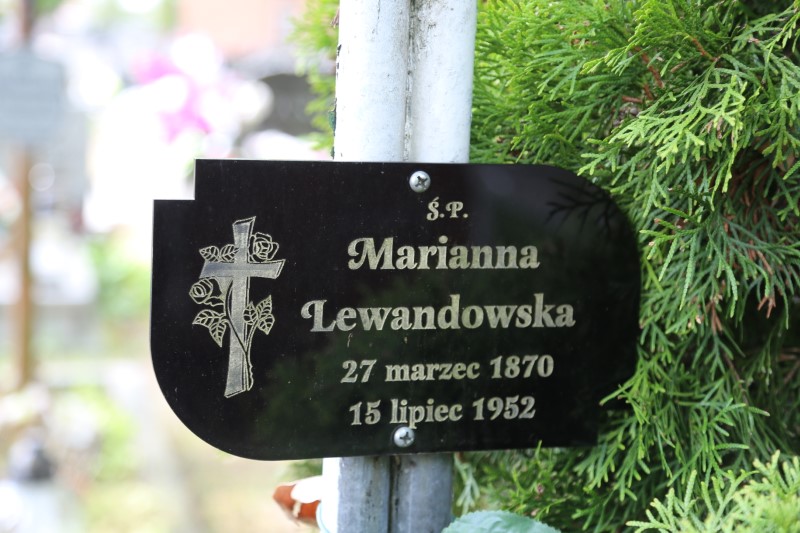 Ś.P.
Marianna
Lewandowska
27 marzec 1870
15 lipiec 1952